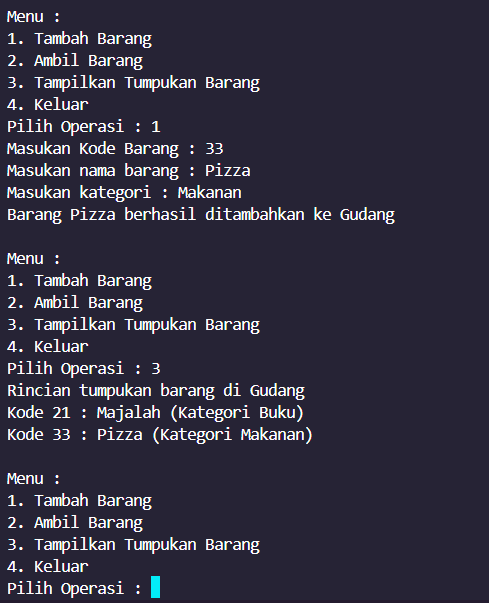 Menu :
1. Tambah Barang
2. Ambil Barang
3. Tampilkan Tumpukan Barang
4. Keluar
Pilih Operasi : 1
Masukan Kode Barang : 33
Masukan nama barang : Pizza
Masukan kategori : Makanan
Barang Pizza berhasil ditambahkan ke Gudang

Menu :
1. Tambah Barang
2. Ambil Barang
3. Tampilkan Tumpukan Barang
4. Keluar
Pilih Operasi : 3
Rincian tumpukan barang di Gudang
Kode 21 : Majalah (Kategori Buku)
Kode 33 : Pizza (Kategori Makanan)

Menu :
1. Tambah Barang
2. Ambil Barang
3. Tampilkan Tumpukan Barang
4. Keluar
Pilih Operasi :